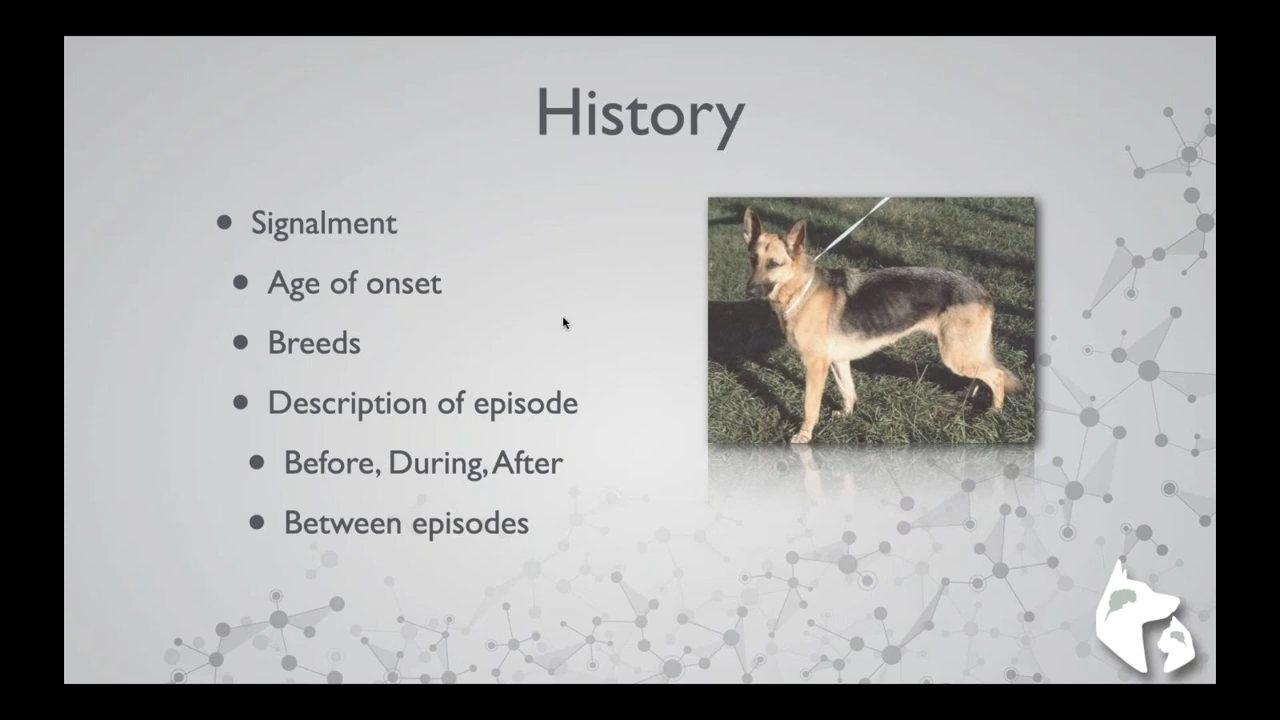 History
Signalment
Age of onset
Breeds
Description of episode
Before, During, After
Between episodes